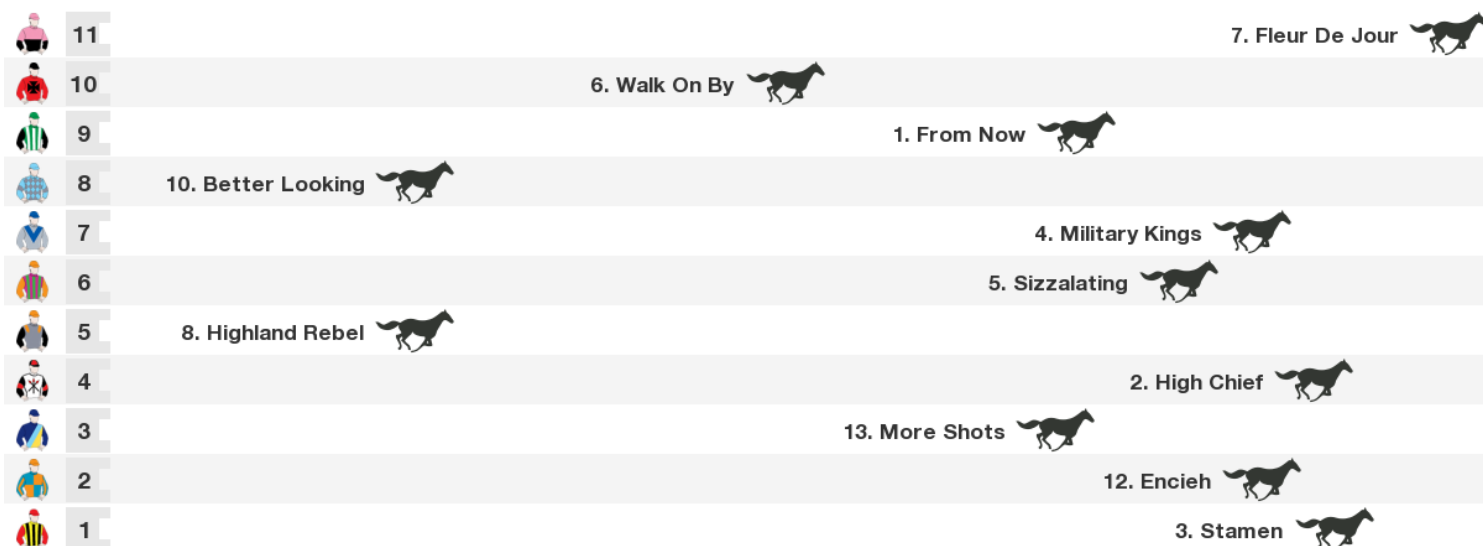 11 7. Fleur De Jour
10 6. Walk On By
9 1. From Now
8 10. Better Looking
7 4. Military Kings
6 5. Sizzalating
5 8. Highland Rebel
4 2. High Chief
3 13. More Shots
2 12. Encieh
1 3. Stamen